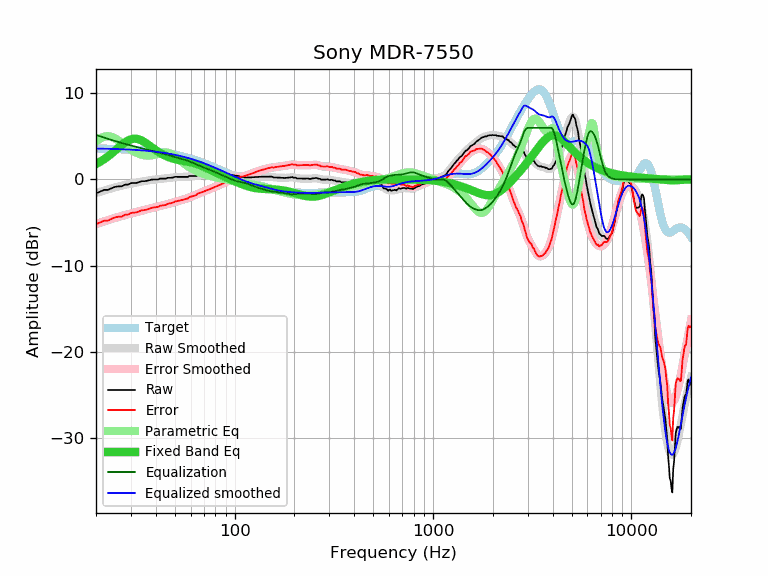 Sony MDR-7550
Amplitude (dBr)
10
0
−10
−20
−30
Target
Raw Smoothed
Error Smoothed
Raw
Error
Parametric Eq
Fixed Band Eq
Equalization
Equalized smoothed
100
1000
10000
Frequency (Hz)